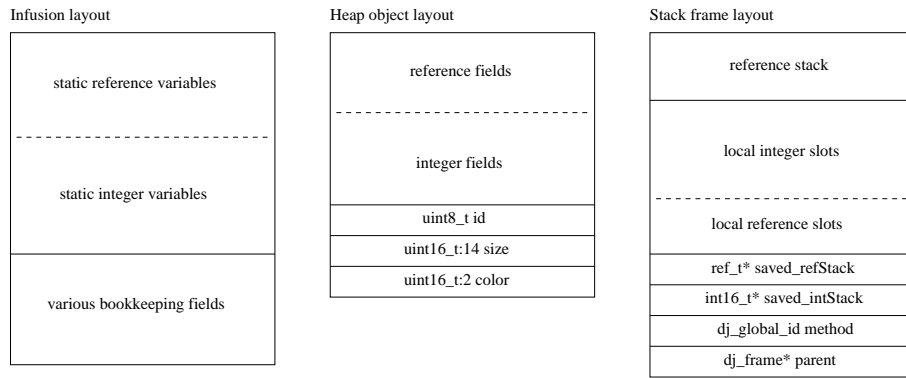 Infusion layout
static reference variables
static integer variables
various bookkeeping fields
Heap object layout
reference fields
integer fields
uint8_t id
uint16_t:14 size
uint16_t:2 color
Stack frame layout
reference stack
local integer slots
local reference slots
ref_t* saved_refStack
int16_t* saved_intStack
dj_global_id method
dj_frame* parent